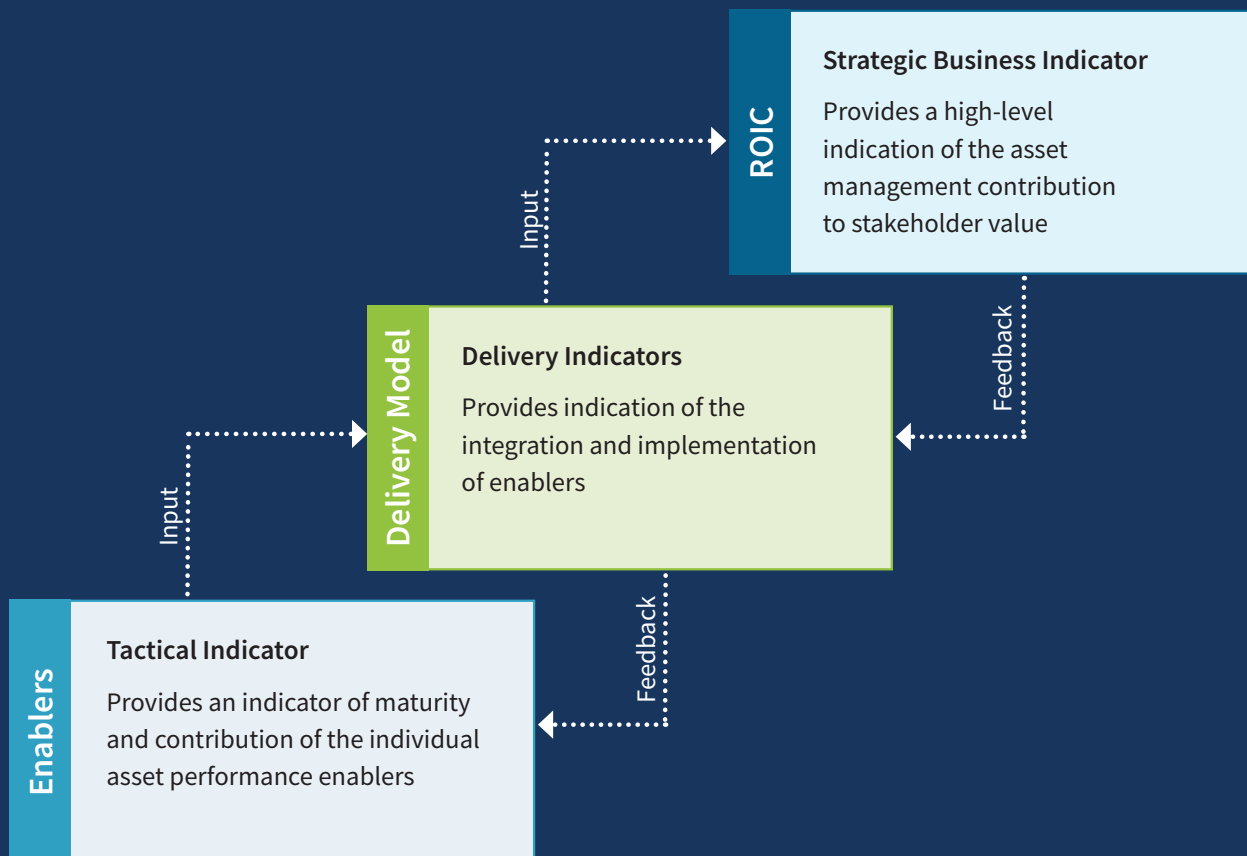 ROIC
Strategic Business Indicator
Provides a high-level
indication of the asset
management contribution
to stakeholder value
Input
Feedback
Delivery Model
Delivery Indicators
Provides indication of the
integration and implementation
of enablers
Input
Feedback
Enablers
Tactical Indicator
Provides an indicator of maturity
and contribution of the individual
asset performance enablers